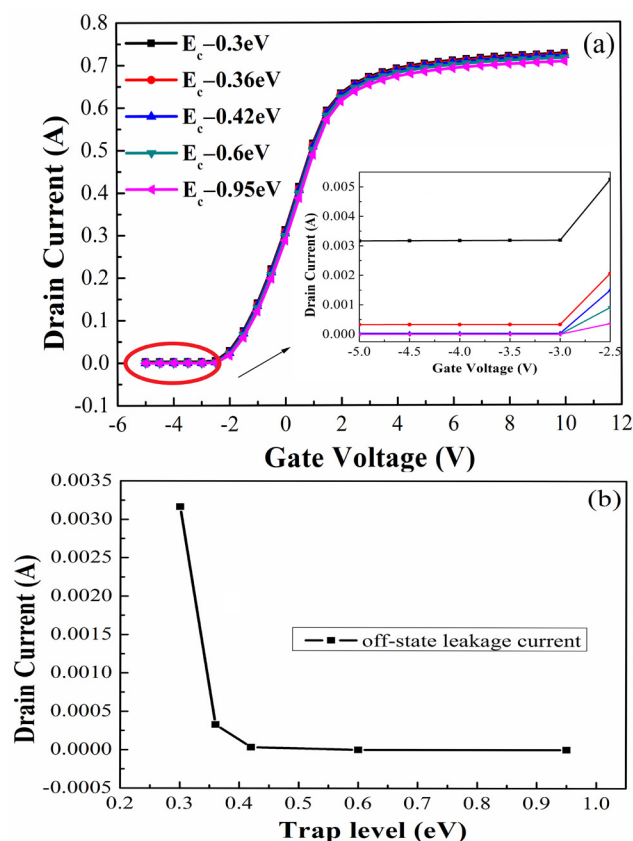 (a)
E_c−0.3eV
E_c−0.36eV
E_c−0.42eV
E_c−0.6eV
E_c−0.95eV
Drain Current (A)
0.8
0.7
0.6
0.5
0.4
0.3
0.2
0.1
0.0
-0.1
-6 -4 -2 0 2 4 6 8 10 12
Gate Voltage (V)
Drain Current (A)
0.005
0.004
0.003
0.002
0.001
0.000
-5.0 -4.5 -4.0 -3.5 -3.0 -2.5
Gate Voltage (V)
(b)
Drain Current (A)
0.0035
0.0030
0.0025
0.0020
0.0015
0.0010
0.0005
0.0000
-0.0005
off-state leakage current
0.2 0.3 0.4 0.5 0.6 0.7 0.8 0.9 1.0
Trap level (eV)